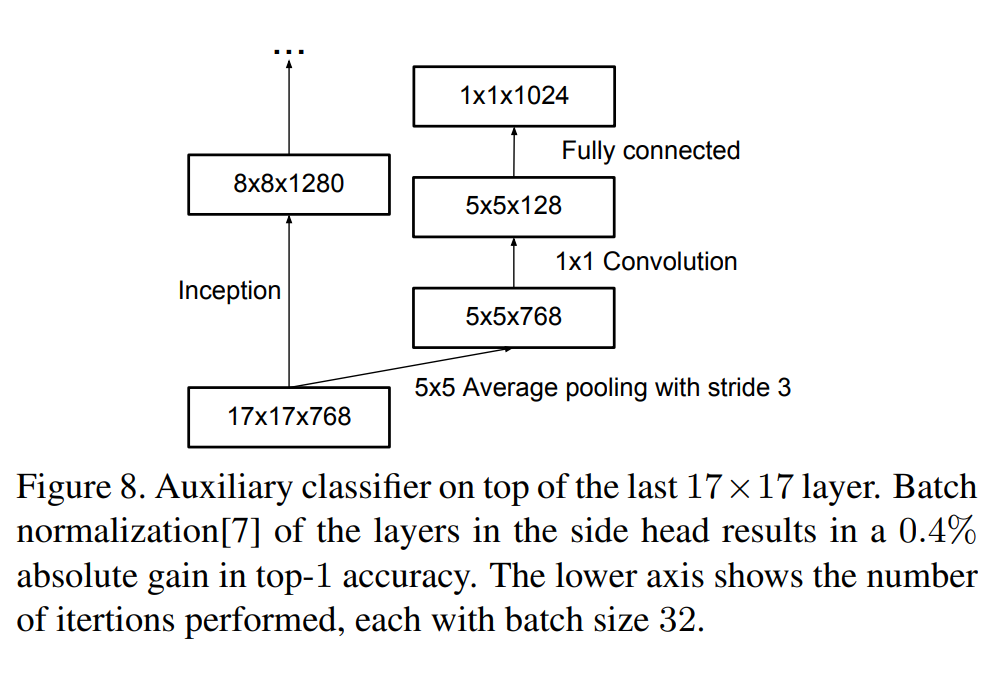 ...
1x1x1024
Fully connected
8x8x1280
5x5x128
1x1 Convolution
Inception
5x5x768
5x5 Average pooling with stride 3
17x17x768
Figure 8. Auxiliary classifier on top of the last 17×17 layer. Batch
normalization[7] of the layers in the side head results in a 0.4%
absolute gain in top-1 accuracy. The lower axis shows the number
of itertions performed, each with batch size 32.